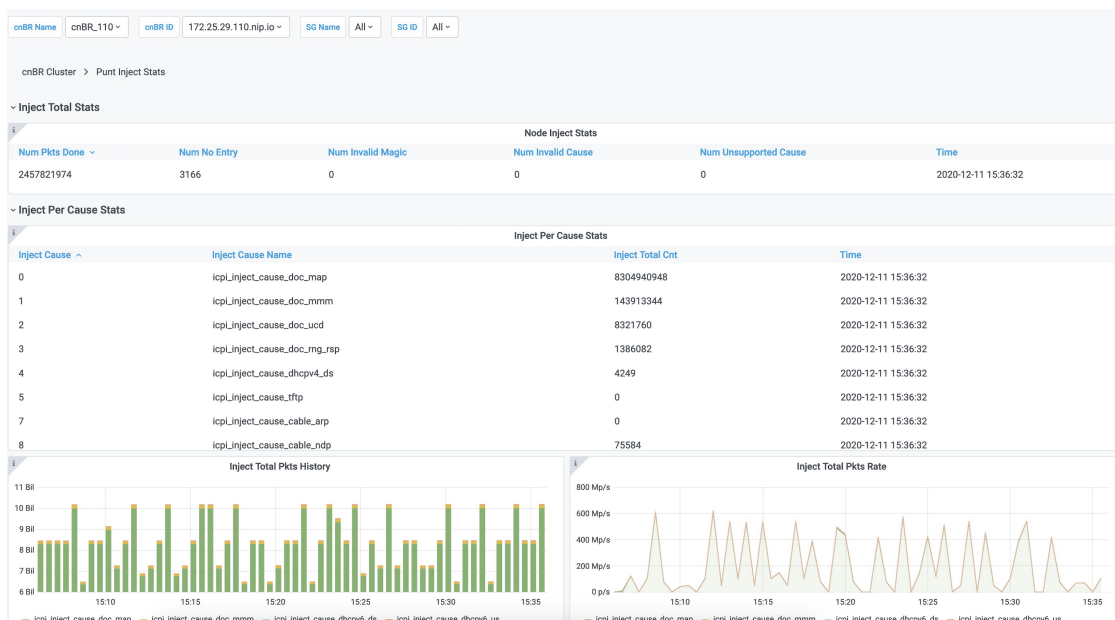 cnBR Name cnBR_110 cnBR ID 172.25.29.110.nip.io SG Name All SG ID All
cnBR Cluster > Punt Inject Stats
Inject Total Stats
Node Inject Stats
Num Pkts Done Num No Entry Num Invalid Magic Num Invalid Cause Num Unsupported Cause Time
2457821974 3166 0 0 0 2020-12-11 15:36:32
Inject Per Cause Stats
Inject Per Cause Stats
Inject Cause Inject Cause Name Inject Total Cnt Time
0 icpi_inject_cause_doc_map 8304940948 2020-12-11 15:36:32
1 icpi_inject_cause_doc_mmm 143913344 2020-12-11 15:36:32
2 icpi_inject_cause_doc_ucd 8321760 2020-12-11 15:36:32
3 icpi_inject_cause_doc_rng_rsp 1386082 2020-12-11 15:36:32
4 icpi_inject_cause_dhcpv4_ds 4249 2020-12-11 15:36:32
5 icpi_inject_cause_tftp 0 2020-12-11 15:36:32
7 icpi_inject_cause_cable_arp 0 2020-12-11 15:36:32
8 icpi_inject_cause_cable_ndp 75584 2020-12-11 15:36:32
Inject Total Pkts History
11 Bil
10 Bil
9 Bil
8 Bil
7 Bil
6 Bil
15:10 15:15 15:20 15:25 15:30 15:35
icpi_inject_cause_doc_map icpi_inject_cause_doc_mmm icpi_inject_cause_dhcpv6_ds icpi_inject_cause_dhcpv6_us
Inject Total Pkts Rate
800 Mp/s
600 Mp/s
400 Mp/s
200 Mp/s
0 p/s
15:10 15:15 15:20 15:25 15:30 15:35
icpi_inject_cause_doc_map icpi_inject_cause_doc_mmm icpi_inject_cause_dhcpv6_ds icpi_inject_cause_dhcpv6_us